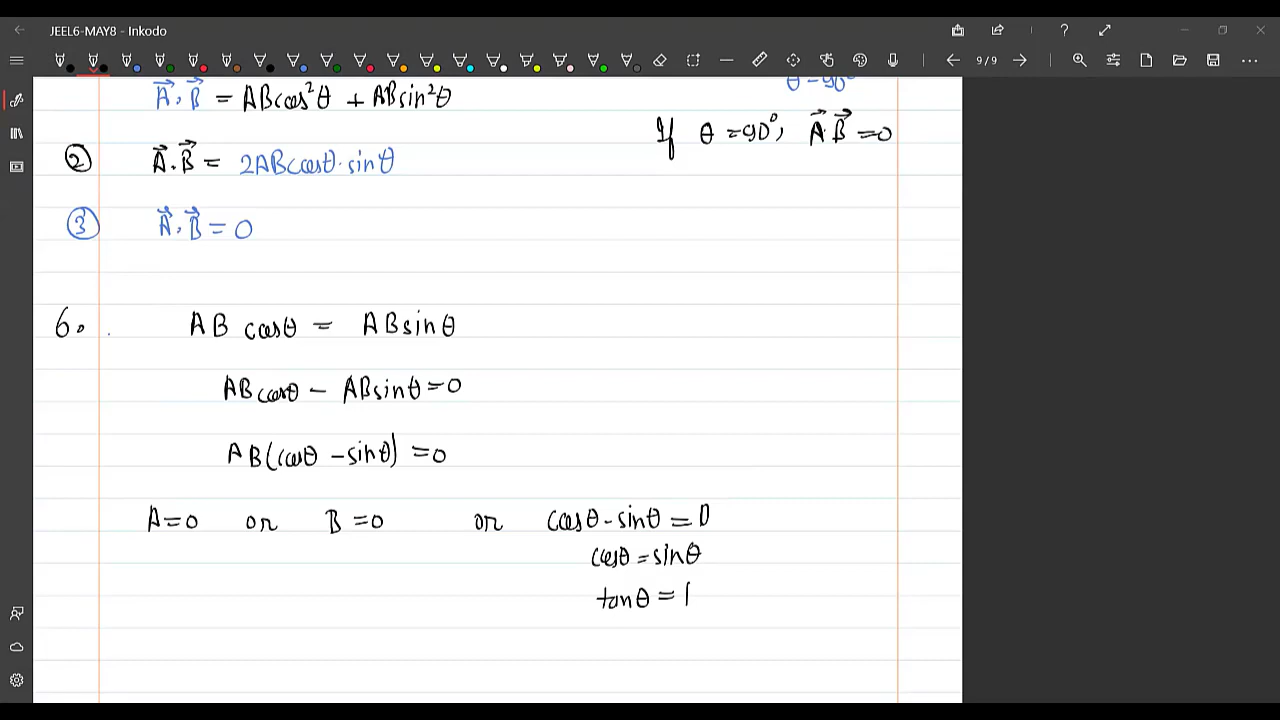 JEEL6-MAY8 - Inkodo
9/9
A⃗.B⃗ = ABcos²θ + ABsin²θ
θ = 90°
If θ = 90°, A⃗.B⃗ = 0
② A⃗.B⃗ = 2ABcosθ·sinθ
③ A⃗.B⃗ = 0
6. AB cosθ = ABsinθ
ABcosθ − ABsinθ = 0
AB(cosθ − sinθ) = 0
A = 0 or B = 0 or cosθ - sinθ = 0
cosθ = sinθ
tanθ = 1